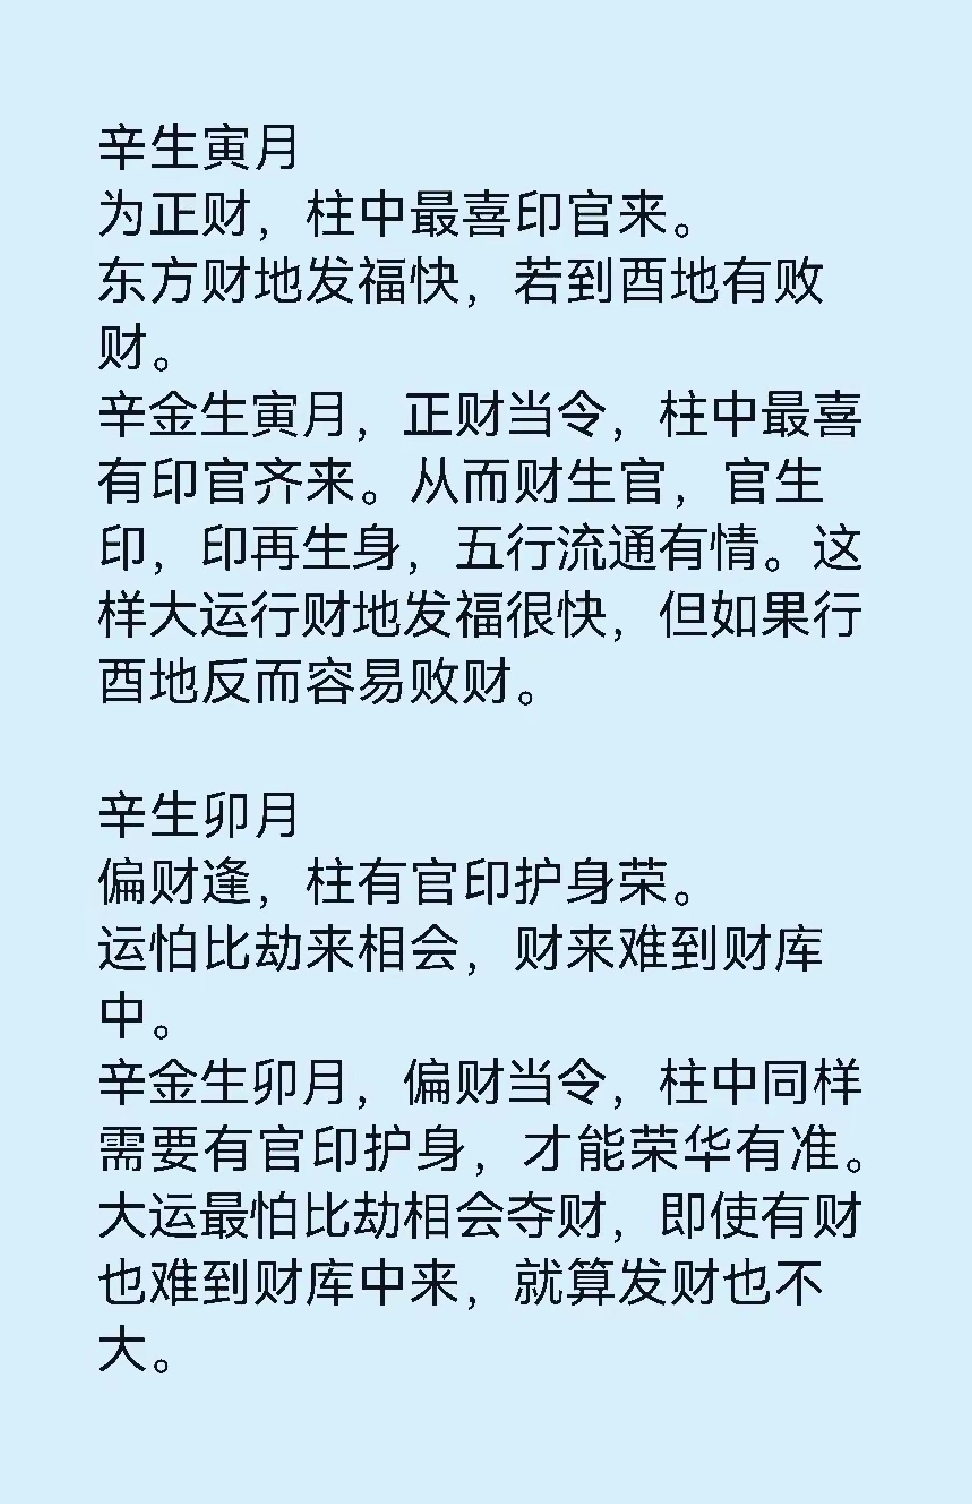 辛生寅月
为正财，柱中最喜印官来。
东方财地发福快，若到酉地有败
财。
辛金生寅月，正财当令，柱中最喜
有印官齐来。从而财生官，官生
印，印再生身，五行流通有情。这
样大运行财地发福很快，但如果行
酉地反而容易败财。
辛生卯月
偏财逢，柱有官印护身荣。
运怕比劫来相会，财来难到财库
中。
辛金生卯月，偏财当令，柱中同样
需要有官印护身，才能荣华有准。
大运最怕比劫相会夺财，即使有财
也难到财库中来，就算发财也不
大。